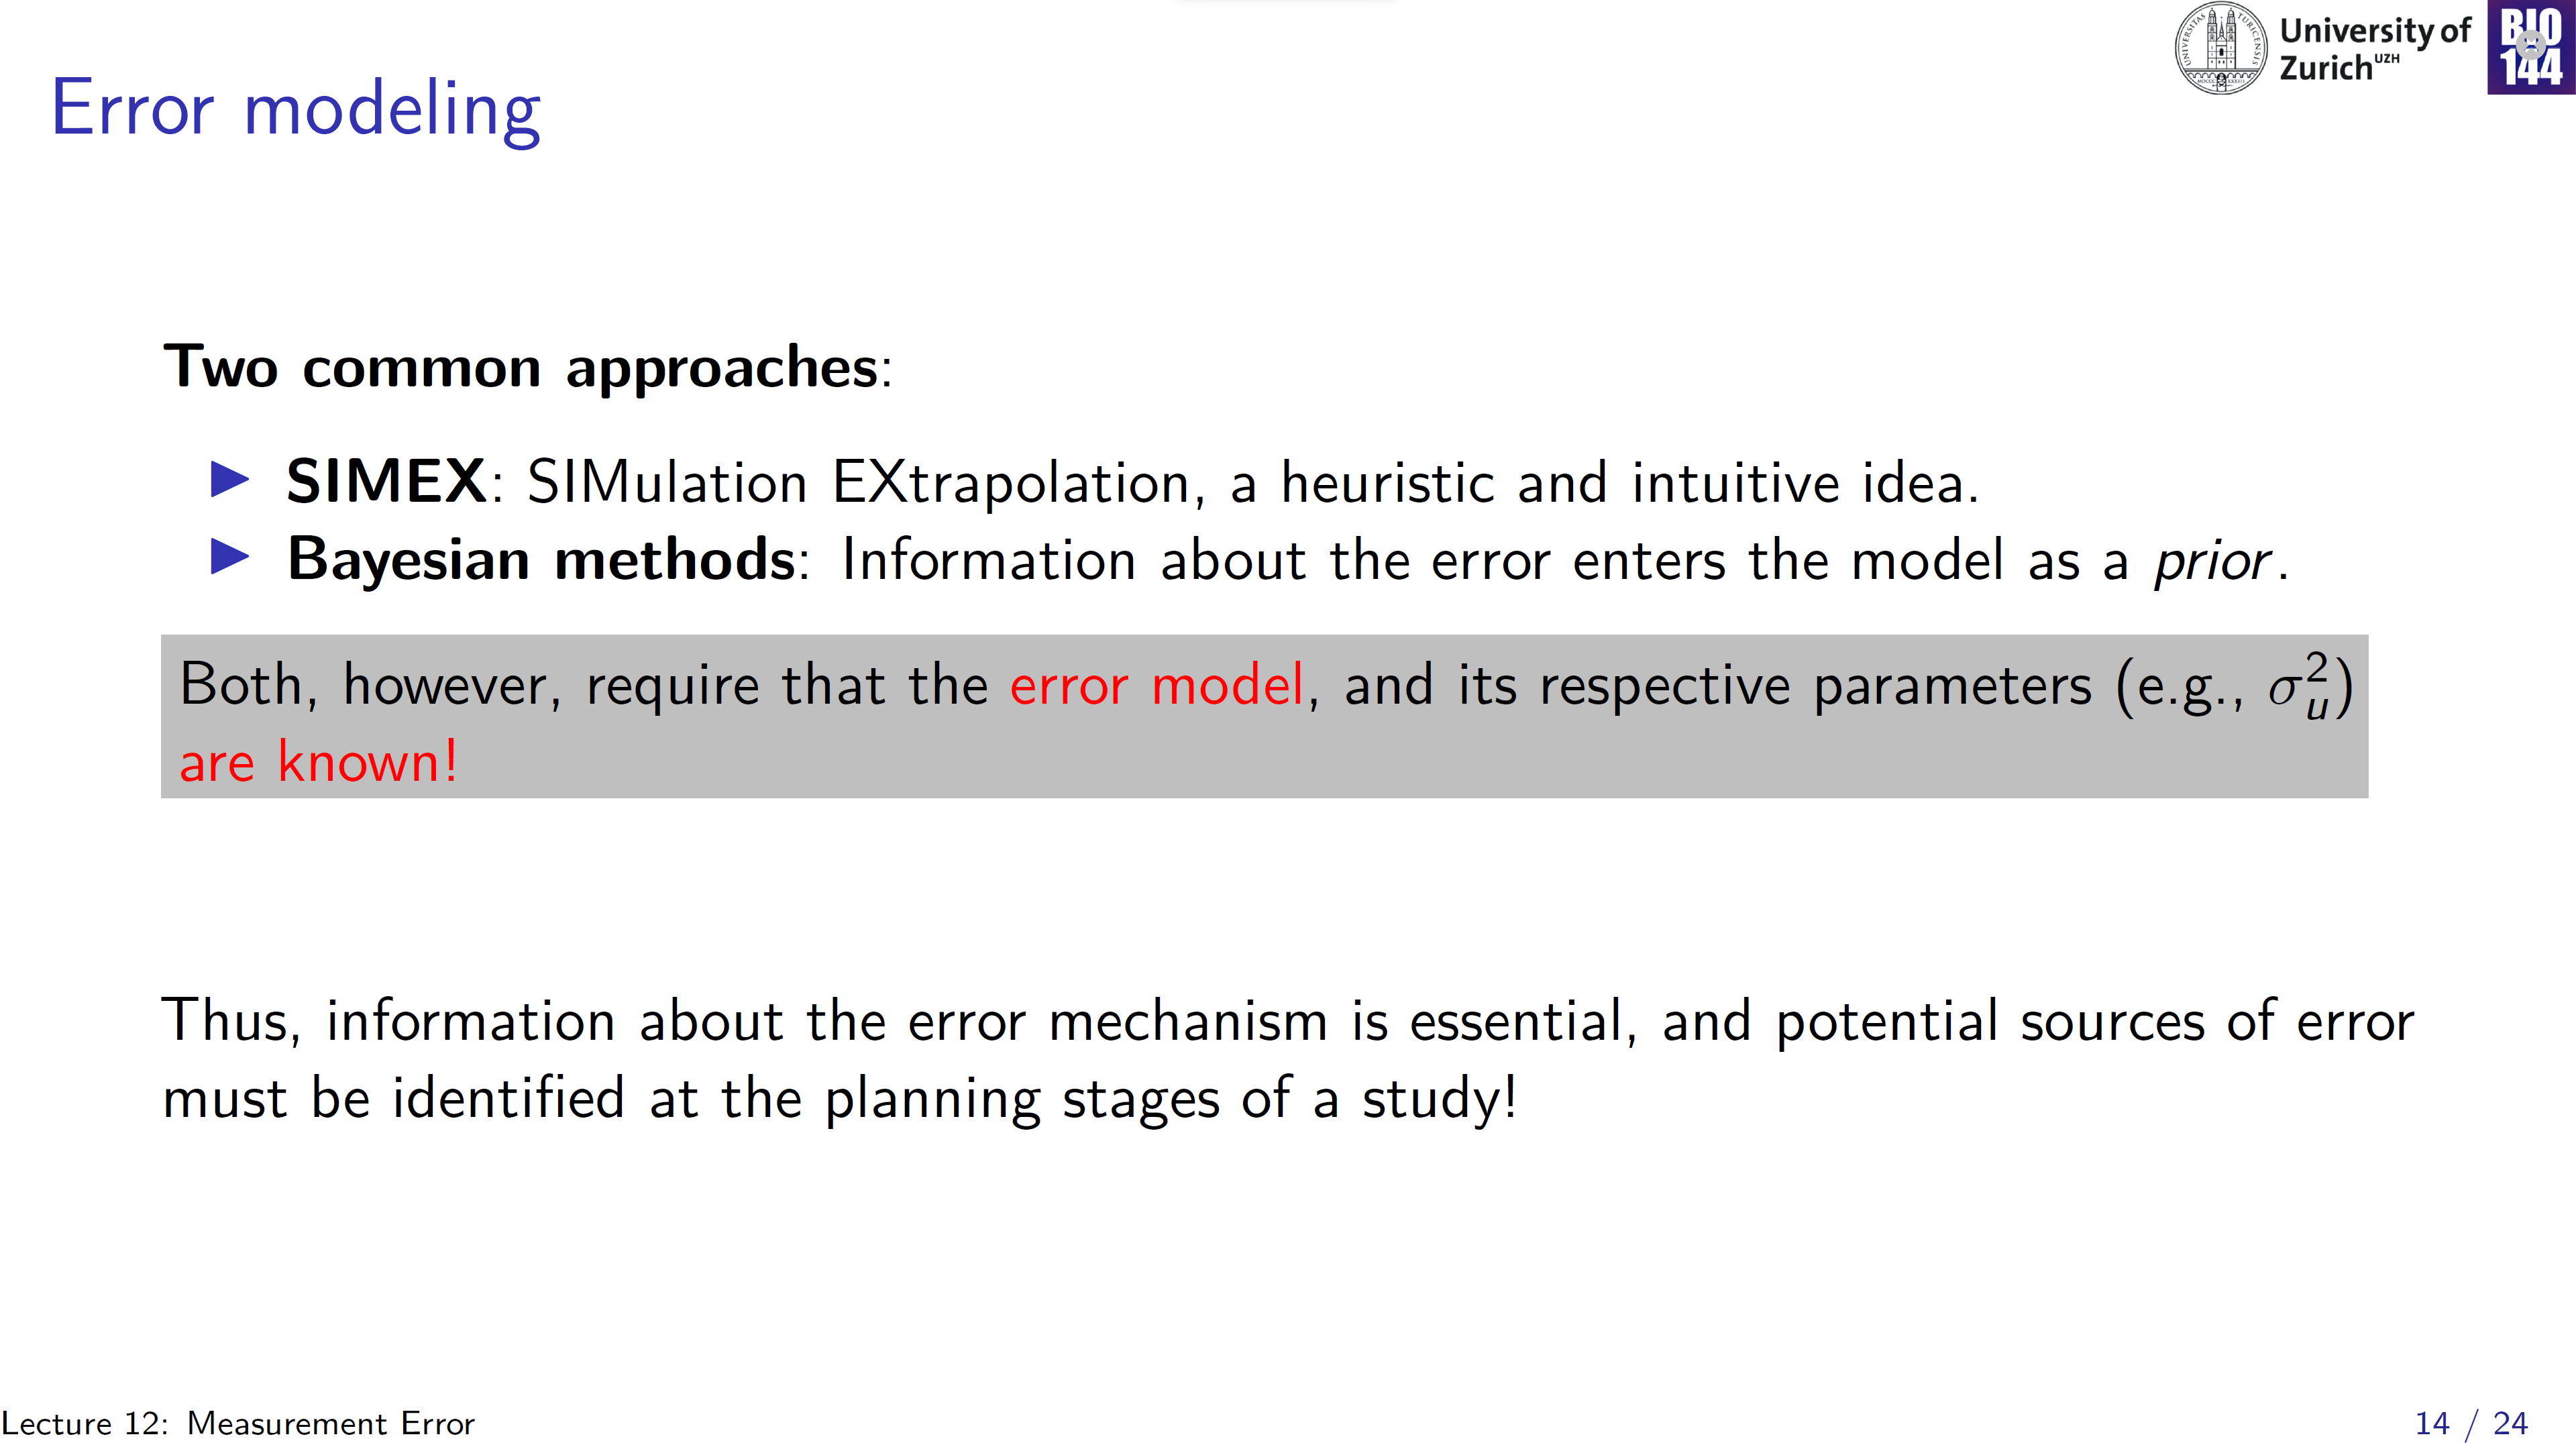 University of
Zurich UZH
BIO
144
Error modeling
Two common approaches:
▶ SIMEX: SIMulation EXtrapolation, a heuristic and intuitive idea.
▶ Bayesian methods: Information about the error enters the model as a prior.
Both, however, require that the error model, and its respective parameters (e.g., σ²ᵤ)
are known!
Thus, information about the error mechanism is essential, and potential sources of error
must be identified at the planning stages of a study!
Lecture 12: Measurement Error
14 / 24